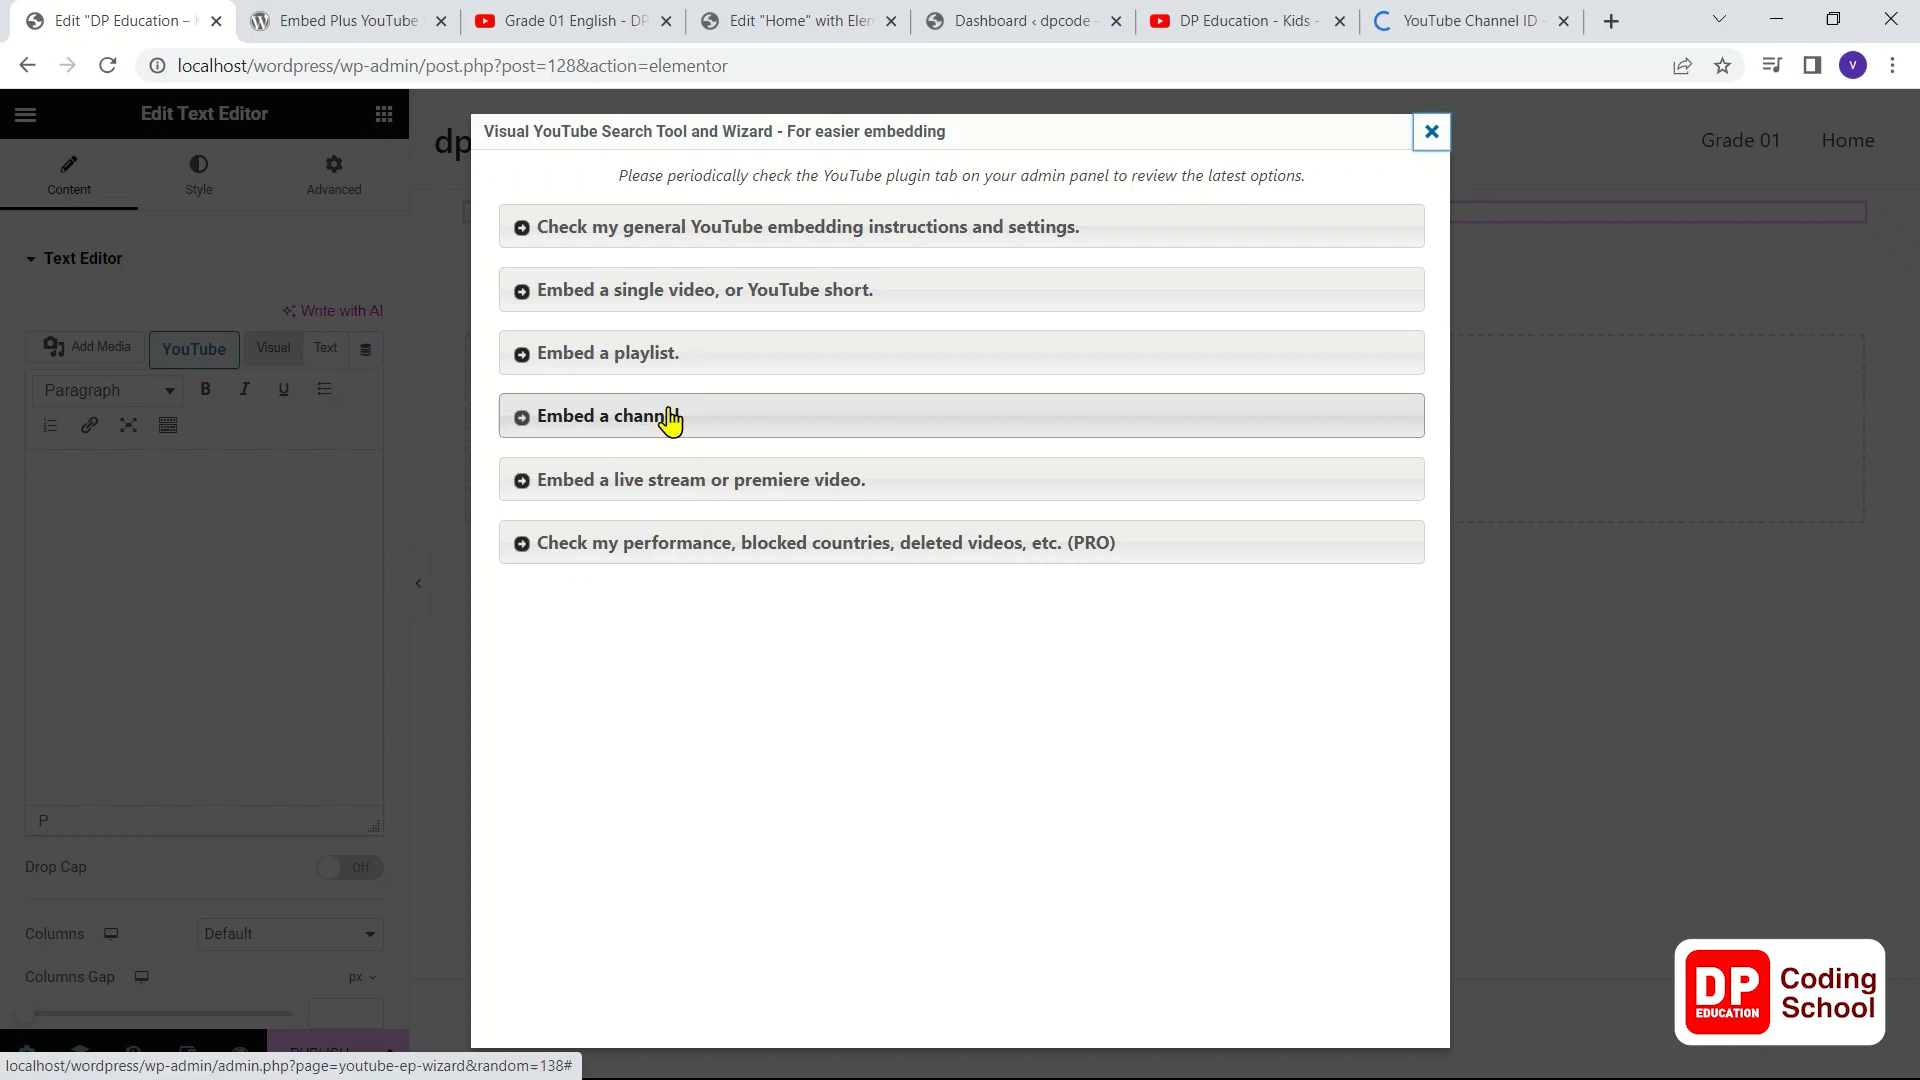 Edit "DP Education –
Embed Plus YouTube
Grade 01 English - DP
Edit "Home" with Elem
Dashboard ‹ dpcode
DP Education - Kids -
YouTube Channel ID
localhost/wordpress/wp-admin/post.php?post=128&action=elementor
V
Edit Text Editor
Content
Style
Advanced
Text Editor
Write with AI
Add Media
YouTube
Visual
Text
Paragraph
B
I
U
P
Drop Cap
Off
Columns
Default
Columns Gap
px
dp
Grade 01
Home
Visual YouTube Search Tool and Wizard - For easier embedding
Please periodically check the YouTube plugin tab on your admin panel to review the latest options.
Check my general YouTube embedding instructions and settings.
Embed a single video, or YouTube short.
Embed a playlist.
Embed a channel.
Embed a live stream or premiere video.
Check my performance, blocked countries, deleted videos, etc. (PRO)
localhost/wordpress/wp-admin/admin.php?page=youtube-ep-wizard&random=138#
DP
EDUCATION
Coding
School